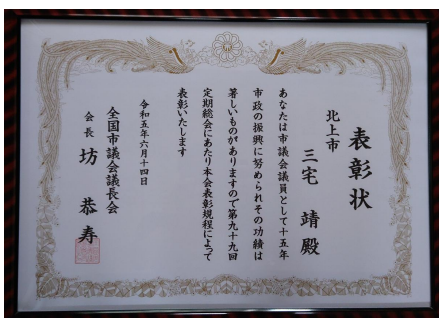 表彰状
北上市
三宅 靖 殿
あなたは市議会議員として十五年
市政の振興に努められその功績は
著しいものがありますので第九十九回
定期総会にあたり本会表彰規程によって
表彰いたします
令和五年六月十四日
全国市議会議長会
会長 坊 恭寿